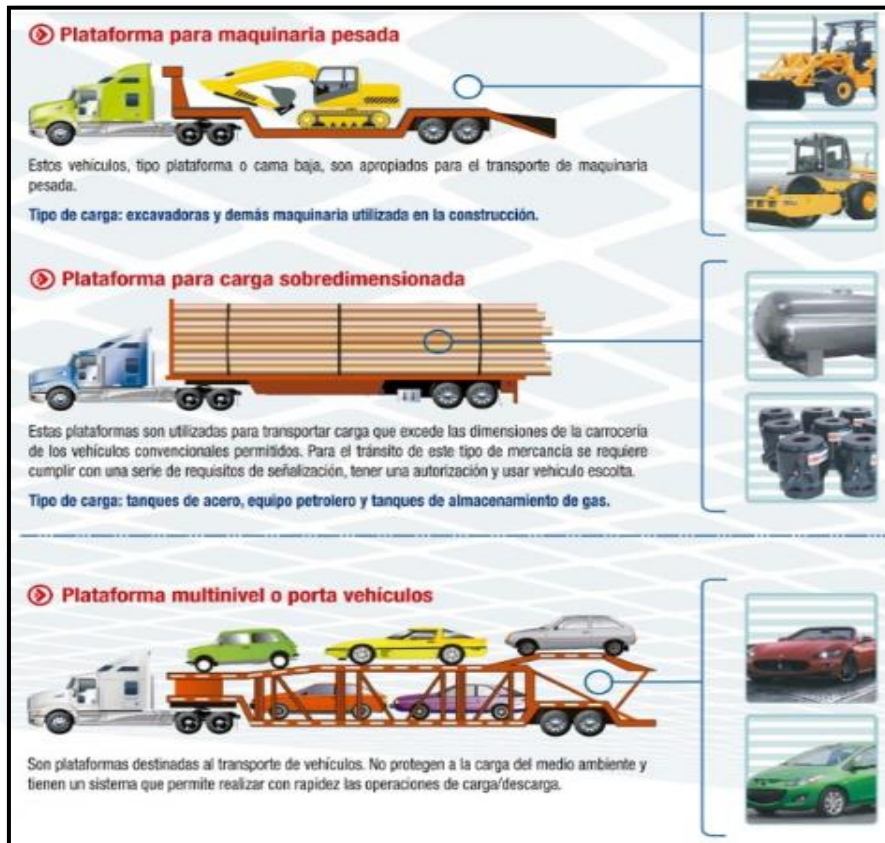 Plataforma para maquinaria pesada
Estos vehículos, tipo plataforma o cama baja, son apropiados para el transporte de maquinaria
pesada.
Tipo de carga: excavadoras y demás maquinaria utilizada en la construcción.
Plataforma para carga sobredimensionada
Estas plataformas son utilizadas para transportar carga que excede las dimensiones de la carrocería
de los vehículos convencionales permitidos. Para el tránsito de este tipo de mercancía se requiere
cumplir con una serie de requisitos de señalización, tener una autorización y usar vehículo escolta.
Tipo de carga: tanques de acero, equipo petrolero y tanques de almacenamiento de gas.
Plataforma multinivel o porta vehículos
Son plataformas destinadas al transporte de vehículos. No protegen a la carga del medio ambiente y
tienen un sistema que permite realizar con rapidez las operaciones de carga/descarga.